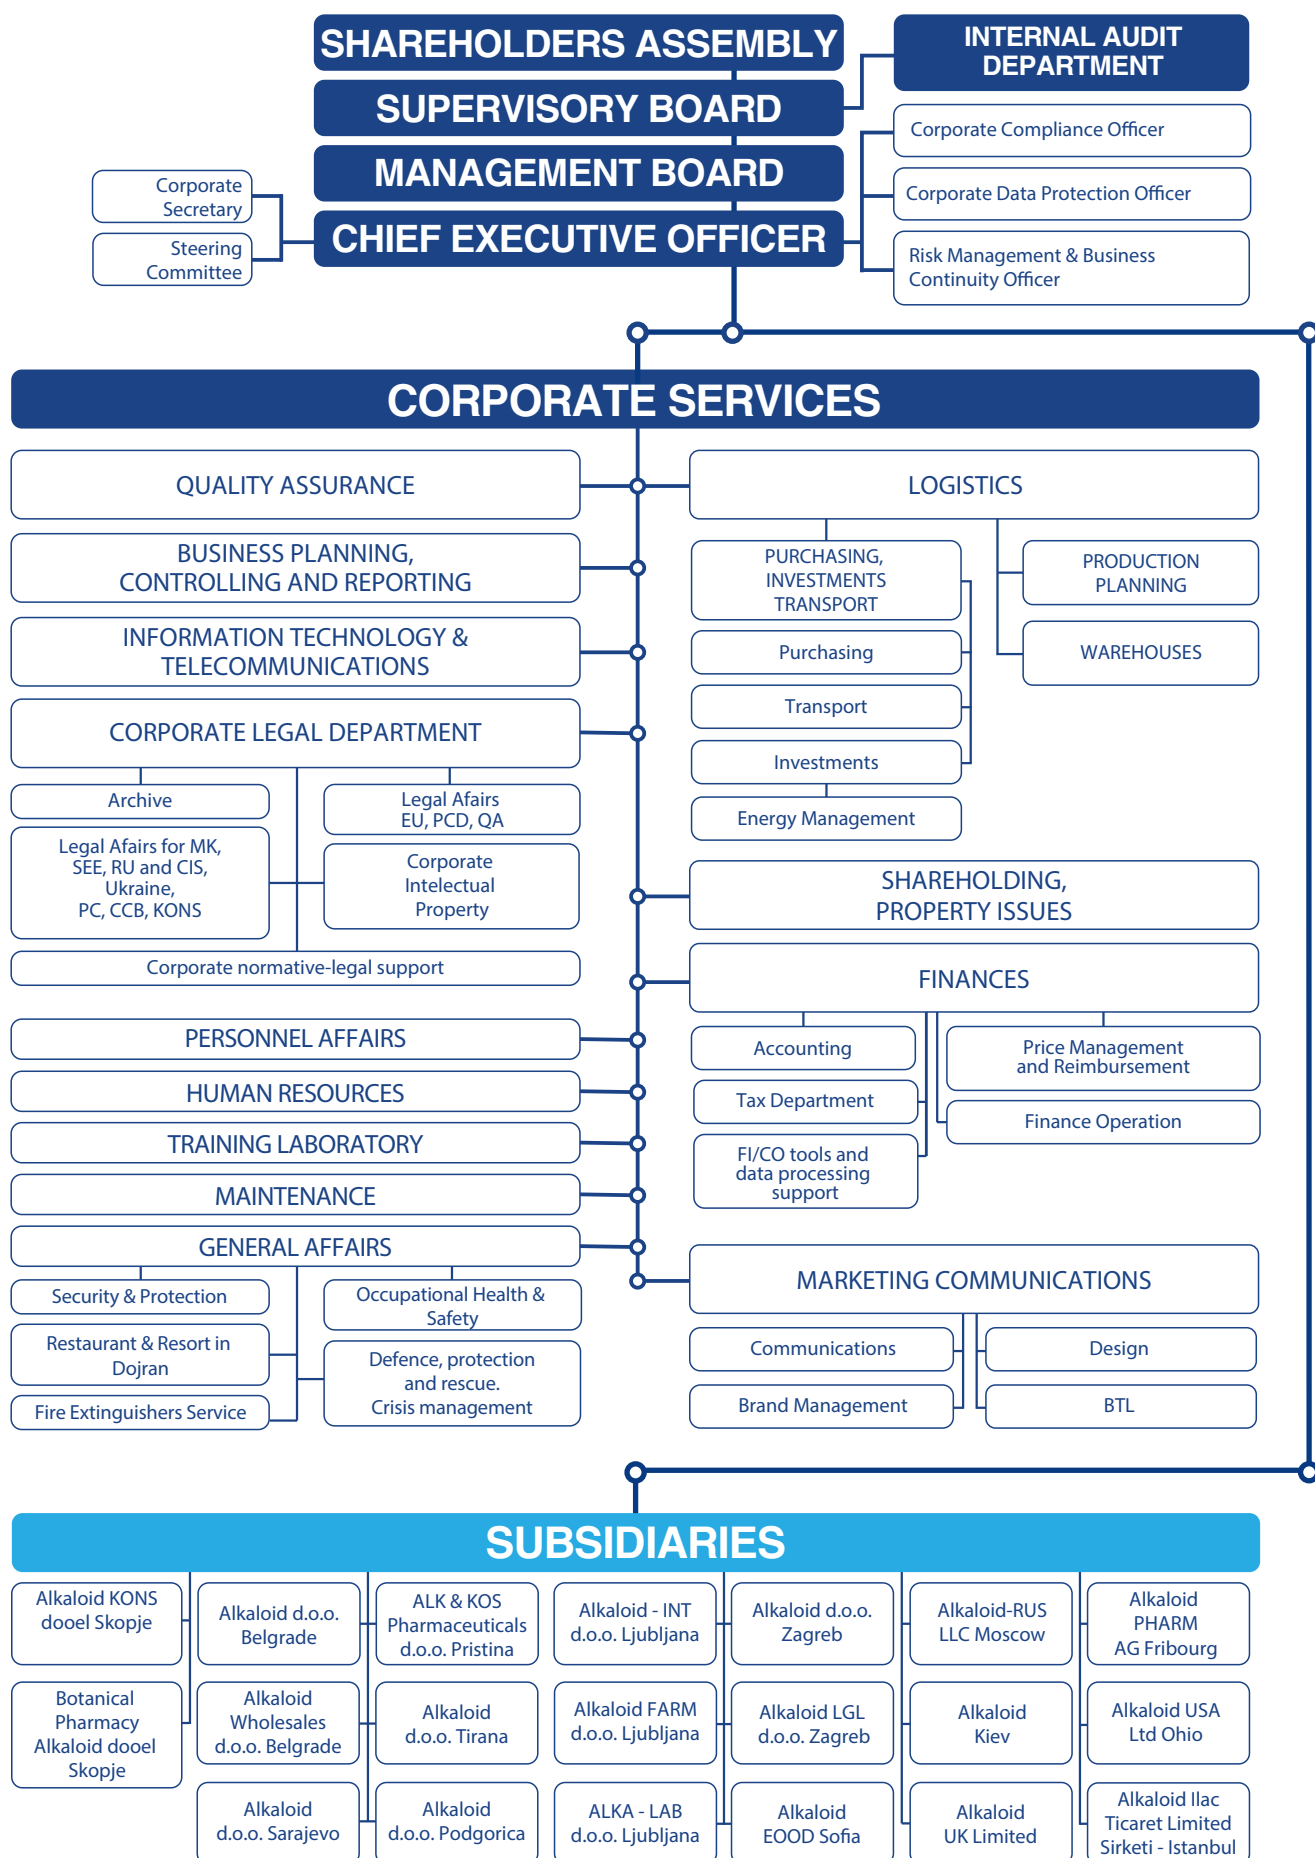 SHAREHOLDERS ASSEMBLY
SUPERVISORY BOARD
MANAGEMENT BOARD
CHIEF EXECUTIVE OFFICER
INTERNAL AUDIT
DEPARTMENT
Corporate Compliance Officer
Corporate Data Protection Officer
Risk Management & Business
Continuity Officer
Corporate
Secretary
Steering
Committee
CORPORATE SERVICES
QUALITY ASSURANCE
BUSINESS PLANNING,
CONTROLLING AND REPORTING
INFORMATION TECHNOLOGY &
TELECOMMUNICATIONS
CORPORATE LEGAL DEPARTMENT
Archive
Legal Afairs
EU, PCD, QA
Legal Afairs for MK,
SEE, RU and CIS,
Ukraine,
PC, CCB, KONS
Corporate
Intelectual
Property
Corporate normative-legal support
PERSONNEL AFFAIRS
HUMAN RESOURCES
TRAINING LABORATORY
MAINTENANCE
GENERAL AFFAIRS
Security & Protection
Occupational Health &
Safety
Restaurant & Resort in
Dojran
Defence, protection
and rescue.
Crisis management
Fire Extinguishers Service
LOGISTICS
PURCHASING,
INVESTMENTS
TRANSPORT
PRODUCTION
PLANNING
Purchasing
WAREHOUSES
Transport
Investments
Energy Management
SHAREHOLDING,
PROPERTY ISSUES
FINANCES
Accounting
Price Management
and Reimbursement
Tax Department
Finance Operation
FI/CO tools and
data processing
support
MARKETING COMMUNICATIONS
Communications
Design
Brand Management
BTL
SUBSIDIARIES
Alkaloid KONS
dooel Skopje
Alkaloid d.o.o.
Belgrade
ALK & KOS
Pharmaceuticals
d.o.o. Pristina
Alkaloid - INT
d.o.o. Ljubljana
Alkaloid d.o.o.
Zagreb
Alkaloid-RUS
LLC Moscow
Alkaloid
PHARM
AG Fribourg
Botanical
Pharmacy
Alkaloid dooel
Skopje
Alkaloid
Wholesales
d.o.o. Belgrade
Alkaloid
d.o.o. Tirana
Alkaloid FARM
d.o.o. Ljubljana
Alkaloid LGL
d.o.o. Zagreb
Alkaloid
Kiev
Alkaloid USA
Ltd Ohio
Alkaloid
d.o.o. Sarajevo
Alkaloid
d.o.o. Podgorica
ALKA - LAB
d.o.o. Ljubljana
Alkaloid
EOOD Sofia
Alkaloid
UK Limited
Alkaloid Ilac
Ticaret Limited
Sirketi - Istanbul